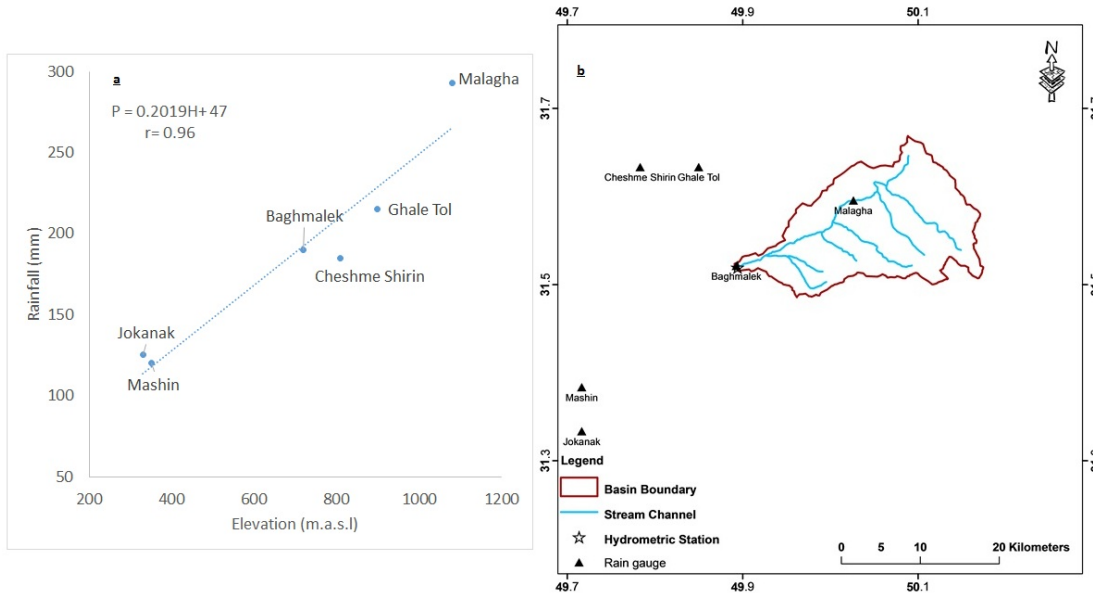 a
P = 0.2019H+ 47
r= 0.96
300
250
200
150
100
50
Rainfall (mm)
Malagha
Ghale Tol
Baghmalek
Cheshme Shirin
Jokanak
Mashin
200 400 600 800 1000 1200
Elevation (m.a.s.l)
b
49.7 49.9 50.1
N
31.7
31.5
31.3
Cheshme Shirin Ghale Tol
Malagha
Baghmalek
Mashin
Jokanak
Legend
Basin Boundary
Stream Channel
Hydrometric Station
Rain gauge
0 5 10 20 Kilometers
49.7 49.9 50.1